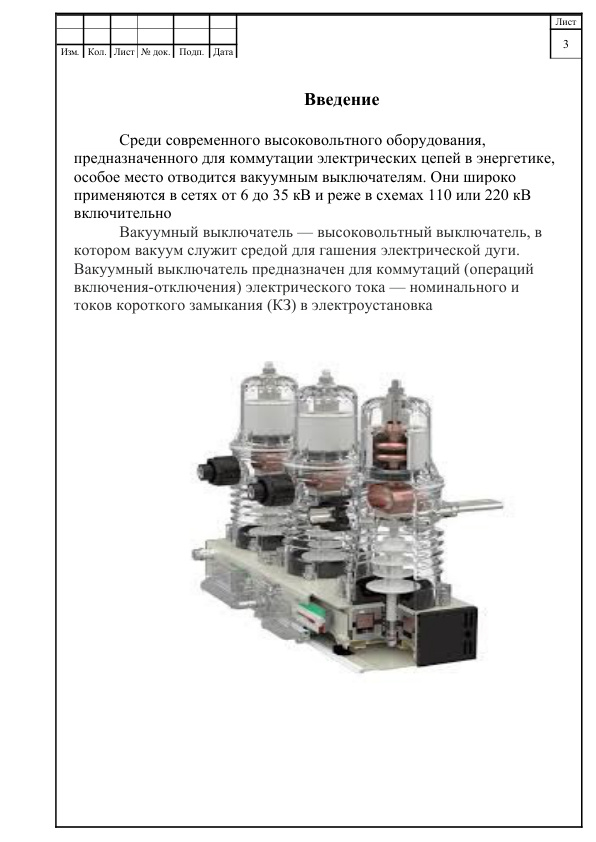 Лист
3
Изм. Кол. Лист № док. Подп. Дата
Введение
Среди современного высоковольтного оборудования,
предназначенного для коммутации электрических цепей в энергетике,
особое место отводится вакуумным выключателям. Они широко
применяются в сетях от 6 до 35 кВ и реже в схемах 110 или 220 кВ
включительно
Вакуумный выключатель — высоковольтный выключатель, в
котором вакуум служит средой для гашения электрической дуги.
Вакуумный выключатель предназначен для коммутаций (операций
включения-отключения) электрического тока — номинального и
токов короткого замыкания (КЗ) в электроустановка